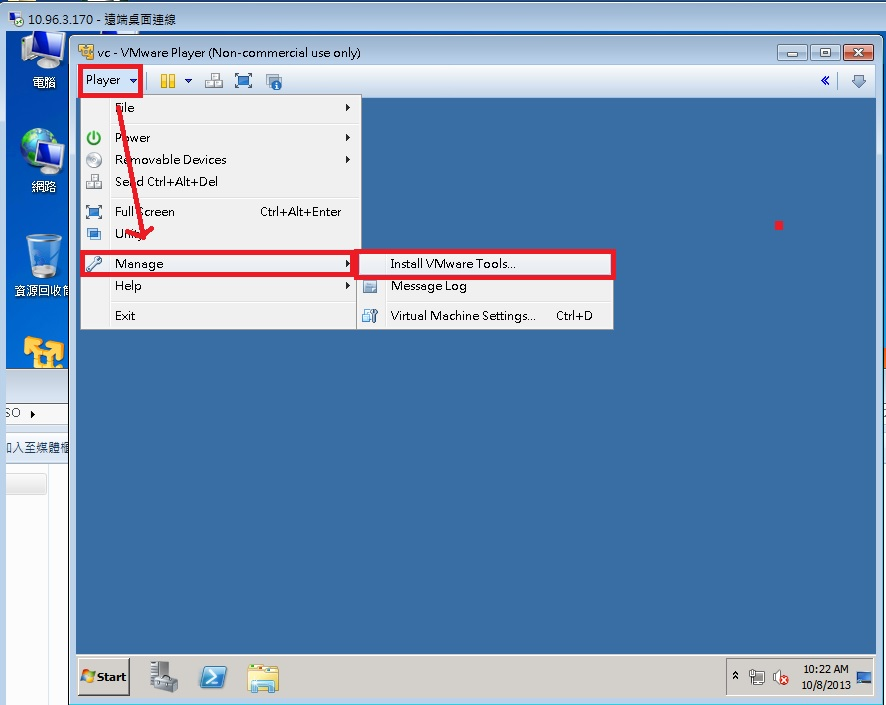 10.96.3.170 - 遠端桌面連線
電腦
網路
資源回收筒
vc - VMware Player (Non-commercial use only)
Player
File
Power
Removable Devices
Send Ctrl+Alt+Del
Full Screen Ctrl+Alt+Enter
Unity
Manage
Help
Exit
Install VMware Tools...
Message Log
Virtual Machine Settings... Ctrl+D
SO
加入至媒體櫃
Start
10:22 AM
10/8/2013